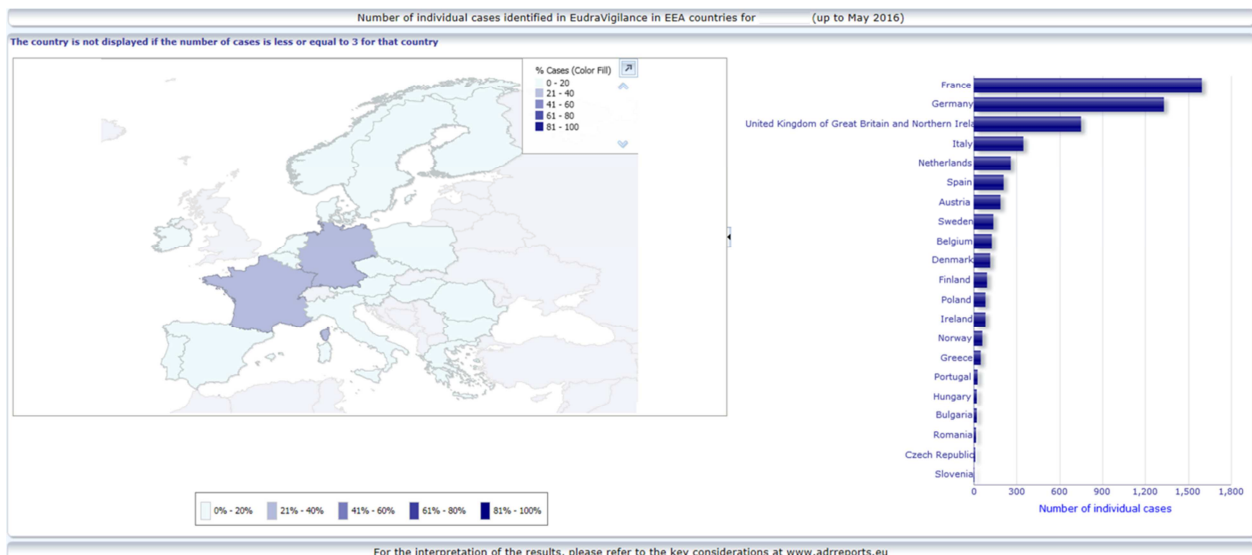 Number of individual cases identified in EudraVigilance in EEA countries for (up to May 2016)
The country is not displayed if the number of cases is less or equal to 3 for that country
% Cases (Color Fill)
0 - 20
21 - 40
41 - 60
61 - 80
81 - 100
0% - 20%
21% - 40%
41% - 60%
61% - 80%
81% - 100%
France
Germany
United Kingdom of Great Britain and Northern Irela
Italy
Netherlands
Spain
Austria
Sweden
Belgium
Denmark
Finland
Poland
Ireland
Norway
Greece
Portugal
Hungary
Bulgaria
Romania
Czech Republic
Slovenia
0 300 600 900 1,200 1,500 1,800
Number of individual cases
For the interpretation of the results, please refer to the key considerations at www.adrreports.eu